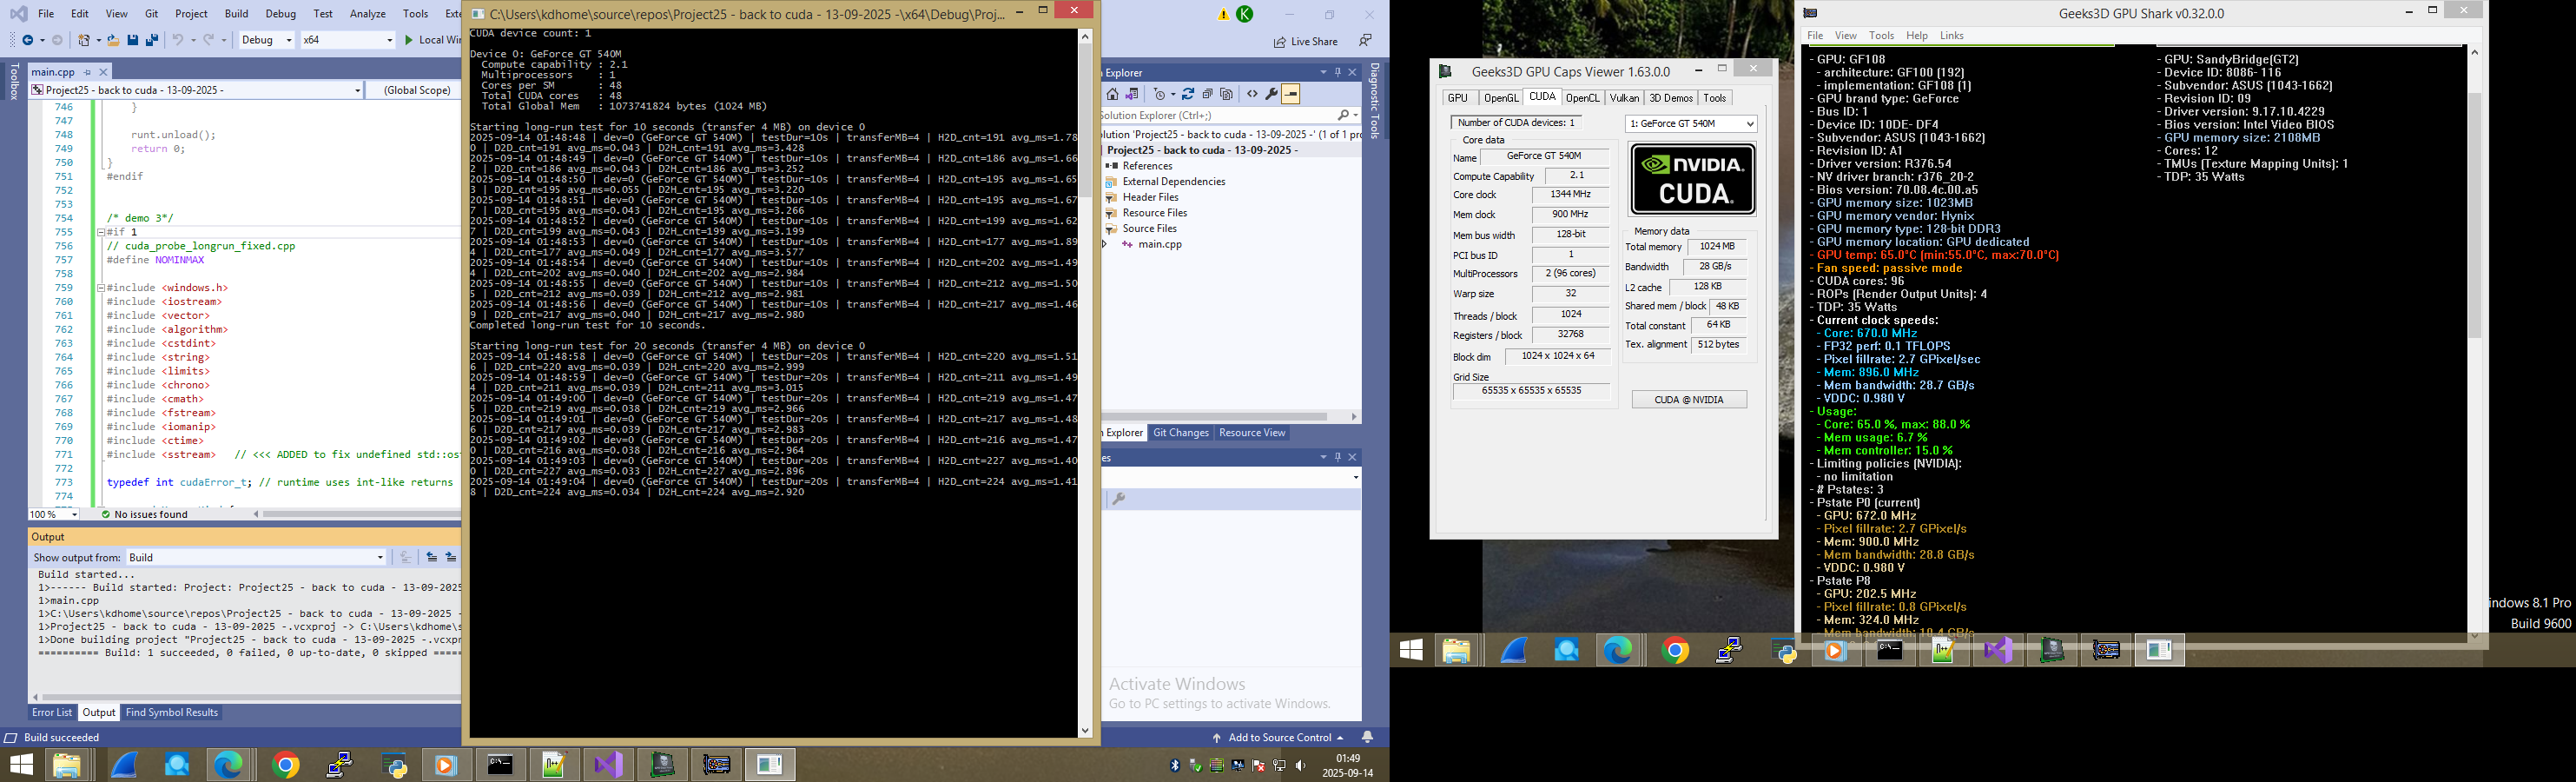 File Edit View Git Project Build Debug Test Analyze Tools Exte
Debug x64 Local Win
Toolbox
main.cpp
Project25 - back to cuda - 13-09-2025 - (Global Scope)
746 }
747
748 runt.unload();
749 return 0;
750 }
751 #endif
752
753
754 /* demo 3*/
755 #if 1
756 // cuda_probe_longrun_fixed.cpp
757 #define NOMINMAX
758
759 #include <windows.h>
760 #include <iostream>
761 #include <vector>
762 #include <algorithm>
763 #include <cstdint>
764 #include <string>
765 #include <limits>
766 #include <chrono>
767 #include <cmath>
768 #include <fstream>
769 #include <iomanip>
770 #include <ctime>
771 #include <sstream> // <<< ADDED to fix undefined std::os
772
773 typedef int cudaError_t; // runtime uses int-like returns
774
100 % No issues found
Output
Show output from: Build
Build started...
1>------ Build started: Project: Project25 - back to cuda - 13-09-2025 -
1>main.cpp
1>C:\Users\kdhome\source\repos\Project25 - back to cuda - 13-09-2025
1>Project25 - back to cuda - 13-09-2025 -.vcxproj -> C:\Users\kdhome\s
1>Done building project "Project25 - back to cuda - 13-09-2025 -.vcxpr
========== Build: 1 succeeded, 0 failed, 0 up-to-date, 0 skipped =====
Error List Output Find Symbol Results
Build succeeded
C:\Users\kdhome\source\repos\Project25 - back to cuda - 13-09-2025 -\x64\Debug\Proj...
CUDA device count: 1
Device 0: GeForce GT 540M
Compute capability : 2.1
Multiprocessors : 1
Cores per SM : 48
Total CUDA cores : 48
Total Global Mem : 1073741824 bytes (1024 MB)
Starting long-run test for 10 seconds (transfer 4 MB) on device 0
2025-09-14 01:48:48 | dev=0 (GeForce GT 540M) | testDur=10s | transferMB=4 | H2D_cnt=191 avg_ms=1.78
0 | D2D_cnt=191 avg_ms=0.043 | D2H_cnt=191 avg_ms=3.428
2025-09-14 01:48:49 | dev=0 (GeForce GT 540M) | testDur=10s | transferMB=4 | H2D_cnt=186 avg_ms=1.66
2 | D2D_cnt=186 avg_ms=0.043 | D2H_cnt=186 avg_ms=3.252
2025-09-14 01:48:50 | dev=0 (GeForce GT 540M) | testDur=10s | transferMB=4 | H2D_cnt=195 avg_ms=1.65
3 | D2D_cnt=195 avg_ms=0.055 | D2H_cnt=195 avg_ms=3.220
2025-09-14 01:48:51 | dev=0 (GeForce GT 540M) | testDur=10s | transferMB=4 | H2D_cnt=195 avg_ms=1.67
7 | D2D_cnt=195 avg_ms=0.043 | D2H_cnt=195 avg_ms=3.266
2025-09-14 01:48:52 | dev=0 (GeForce GT 540M) | testDur=10s | transferMB=4 | H2D_cnt=199 avg_ms=1.62
7 | D2D_cnt=199 avg_ms=0.043 | D2H_cnt=199 avg_ms=3.199
2025-09-14 01:48:53 | dev=0 (GeForce GT 540M) | testDur=10s | transferMB=4 | H2D_cnt=177 avg_ms=1.89
4 | D2D_cnt=177 avg_ms=0.049 | D2H_cnt=177 avg_ms=3.577
2025-09-14 01:48:54 | dev=0 (GeForce GT 540M) | testDur=10s | transferMB=4 | H2D_cnt=202 avg_ms=1.49
4 | D2D_cnt=202 avg_ms=0.040 | D2H_cnt=202 avg_ms=2.984
2025-09-14 01:48:55 | dev=0 (GeForce GT 540M) | testDur=10s | transferMB=4 | H2D_cnt=212 avg_ms=1.50
5 | D2D_cnt=212 avg_ms=0.039 | D2H_cnt=212 avg_ms=2.981
2025-09-14 01:48:56 | dev=0 (GeForce GT 540M) | testDur=10s | transferMB=4 | H2D_cnt=217 avg_ms=1.46
9 | D2D_cnt=217 avg_ms=0.040 | D2H_cnt=217 avg_ms=2.980
Completed long-run test for 10 seconds.
Starting long-run test for 20 seconds (transfer 4 MB) on device 0
2025-09-14 01:48:58 | dev=0 (GeForce GT 540M) | testDur=20s | transferMB=4 | H2D_cnt=220 avg_ms=1.51
6 | D2D_cnt=220 avg_ms=0.039 | D2H_cnt=220 avg_ms=2.999
2025-09-14 01:48:59 | dev=0 (GeForce GT 540M) | testDur=20s | transferMB=4 | H2D_cnt=211 avg_ms=1.49
4 | D2D_cnt=211 avg_ms=0.039 | D2H_cnt=211 avg_ms=3.015
2025-09-14 01:49:00 | dev=0 (GeForce GT 540M) | testDur=20s | transferMB=4 | H2D_cnt=219 avg_ms=1.47
5 | D2D_cnt=219 avg_ms=0.038 | D2H_cnt=219 avg_ms=2.966
2025-09-14 01:49:01 | dev=0 (GeForce GT 540M) | testDur=20s | transferMB=4 | H2D_cnt=217 avg_ms=1.48
6 | D2D_cnt=217 avg_ms=0.039 | D2H_cnt=217 avg_ms=2.983
2025-09-14 01:49:02 | dev=0 (GeForce GT 540M) | testDur=20s | transferMB=4 | H2D_cnt=216 avg_ms=1.47
0 | D2D_cnt=216 avg_ms=0.038 | D2H_cnt=216 avg_ms=2.964
2025-09-14 01:49:03 | dev=0 (GeForce GT 540M) | testDur=20s | transferMB=4 | H2D_cnt=227 avg_ms=1.40
0 | D2D_cnt=227 avg_ms=0.033 | D2H_cnt=227 avg_ms=2.896
2025-09-14 01:49:04 | dev=0 (GeForce GT 540M) | testDur=20s | transferMB=4 | H2D_cnt=224 avg_ms=1.41
8 | D2D_cnt=224 avg_ms=0.034 | D2H_cnt=224 avg_ms=2.920
K
Live Share
n Explorer
Solution Explorer (Ctrl+;)
olution 'Project25 - back to cuda - 13-09-2025 -' (1 of 1 pro
Project25 - back to cuda - 13-09-2025 -
References
External Dependencies
Header Files
Resource Files
Source Files
main.cpp
Diagnostic Tools
n Explorer Git Changes Resource View
es
Activate Windows
Go to PC settings to activate Windows.
Add to Source Control
01:49
2025-09-14
Geeks3D GPU Caps Viewer 1.63.0.0
GPU OpenGL CUDA OpenCL Vulkan 3D Demos Tools
Number of CUDA devices: 1 1: GeForce GT 540M
Core data
Name GeForce GT 540M
Compute Capability 2.1
Core clock 1344 MHz
Mem clock 900 MHz
Mem bus width 128-bit
PCI bus ID 1
MultiProcessors 2 (96 cores)
Warp size 32
Threads / block 1024
Registers / block 32768
Block dim 1024 x 1024 x 64
Grid Size
65535 x 65535 x 65535
NVIDIA.
CUDA.
Memory data
Total memory 1024 MB
Bandwidth 28 GB/s
L2 cache 128 KB
Shared mem / block 48 KB
Total constant 64 KB
Tex. alignment 512 bytes
CUDA @ NVIDIA
Geeks3D GPU Shark v0.32.0.0
File View Tools Help Links
- GPU: GF108
- architecture: GF100 (192)
- implementation: GF108 (1)
- GPU brand type: GeForce
- Bus ID: 1
- Device ID: 10DE- DF4
- Subvendor: ASUS (1043-1662)
- Revision ID: A1
- Driver version: R376.54
- NV driver branch: r376_20-2
- Bios version: 70.08.4c.00.a5
- GPU memory size: 1023MB
- GPU memory vendor: Hynix
- GPU memory type: 128-bit DDR3
- GPU memory location: GPU dedicated
- GPU temp: 65.0°C (min:55.0°C, max:70.0°C)
- Fan speed: passive mode
- CUDA cores: 96
- ROPs (Render Output Units): 4
- TDP: 35 Watts
- Current clock speeds:
- Core: 670.0 MHz
- FP32 perf: 0.1 TFLOPS
- Pixel fillrate: 2.7 GPixel/sec
- Mem: 896.0 MHz
- Mem bandwidth: 28.7 GB/s
- VDDC: 0.980 V
- Usage:
- Core: 65.0 %, max: 88.0 %
- Mem usage: 6.7 %
- Mem controller: 15.0 %
- Limiting policies (NVIDIA):
- no limitation
- # Pstates: 3
- Pstate P0 (current)
- GPU: 672.0 MHz
- Pixel fillrate: 2.7 GPixel/s
- Mem: 900.0 MHz
- Mem bandwidth: 28.8 GB/s
- VDDC: 0.980 V
- Pstate P8
- GPU: 202.5 MHz
- Pixel fillrate: 0.8 GPixel/s
- Mem: 324.0 MHz
- Mem bandwidth: 10.4 GB/s
- GPU: SandyBridge(GT2)
- Device ID: 8086- 116
- Subvendor: ASUS (1043-1662)
- Revision ID: 09
- Driver version: 9.17.10.4229
- Bios version: Intel Video BIOS
- GPU memory size: 2108MB
- Cores: 12
- TMUs (Texture Mapping Units): 1
- TDP: 35 Watts
indows 8.1 Pro
Build 9600